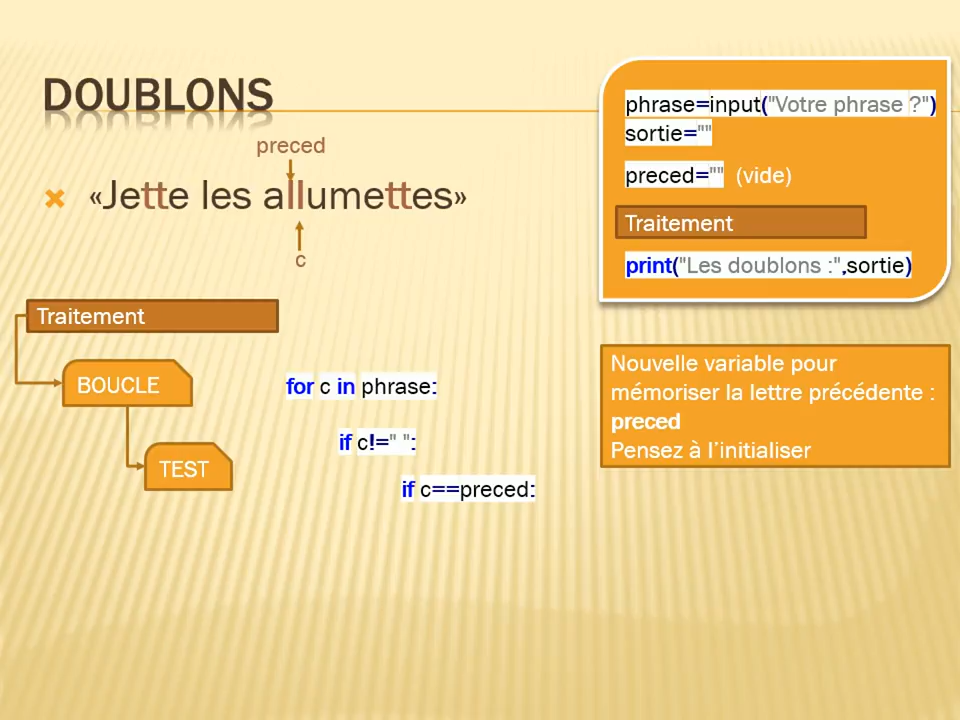 DOUBLONS
preced
«Jette les allumettes»
c
Traitement
BOUCLE
for c in phrase:
if c!=" ":
TEST
if c==preced:
phrase=input("Votre phrase ?")
sortie=""
preced="" (vide)
Traitement
print("Les doublons :",sortie)
Nouvelle variable pour
mémoriser la lettre précédente :
preced
Pensez à l'initialiser